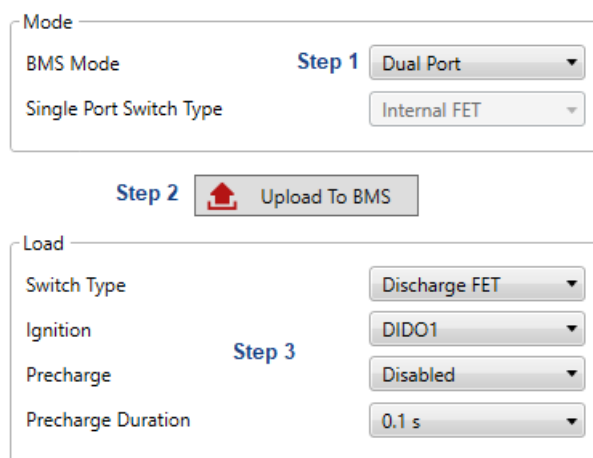 Mode
BMS Mode Step 1 Dual Port
Single Port Switch Type Internal FET
Step 2 Upload To BMS
Load
Switch Type Discharge FET
Ignition DIDO1
Step 3
Precharge Disabled
Precharge Duration 0.1 s